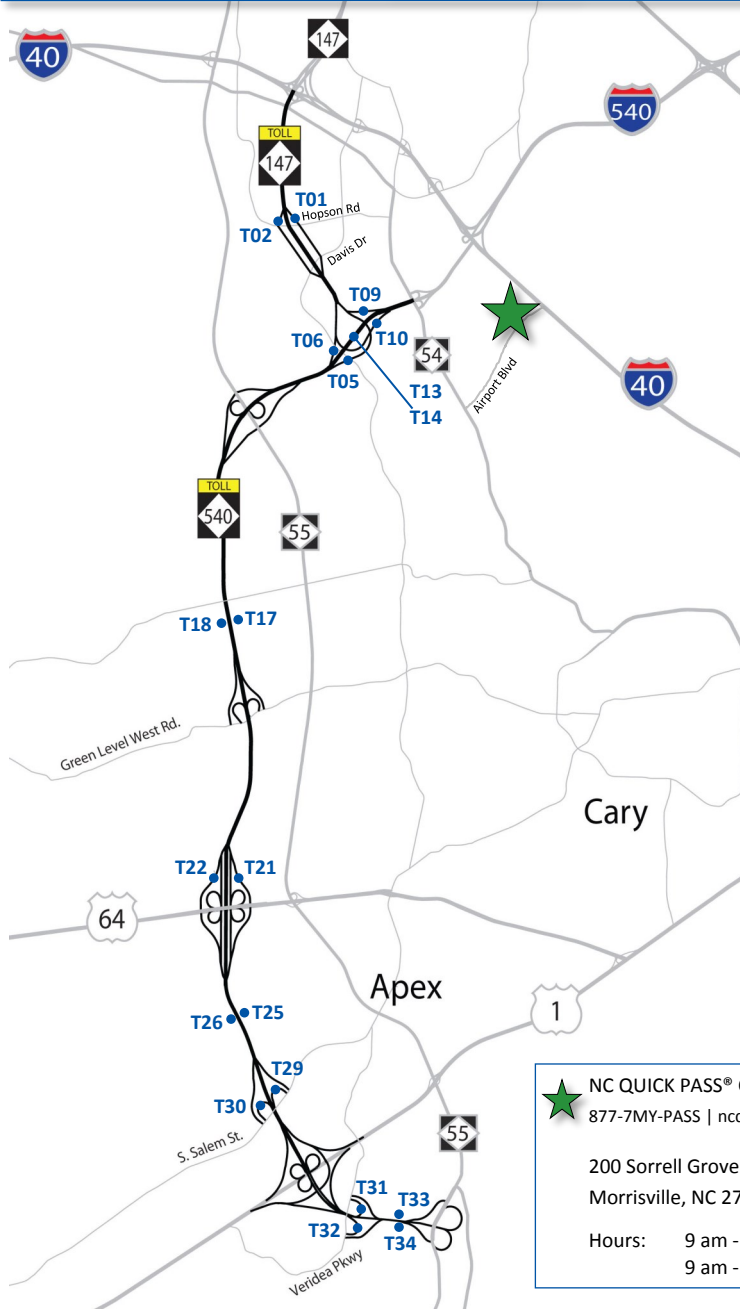 147
40
540
TOLL
147
T01
Hopson Rd
T02
Davis Dr
T09
T10
T06
T05
54
T13
T14
Airport Blvd
40
TOLL
540
55
T18
T17
Green Level West Rd.
Cary
T22
T21
64
Apex
1
T25
T26
T29
T30
S. Salem St.
55
T31
T33
T32
T34
Veridea Pkwy
NC QUICK PASS®
877-7MY-PASS |
200 Sorrell Grove
Morrisville, NC 27
Hours: 9 am -
9 am -